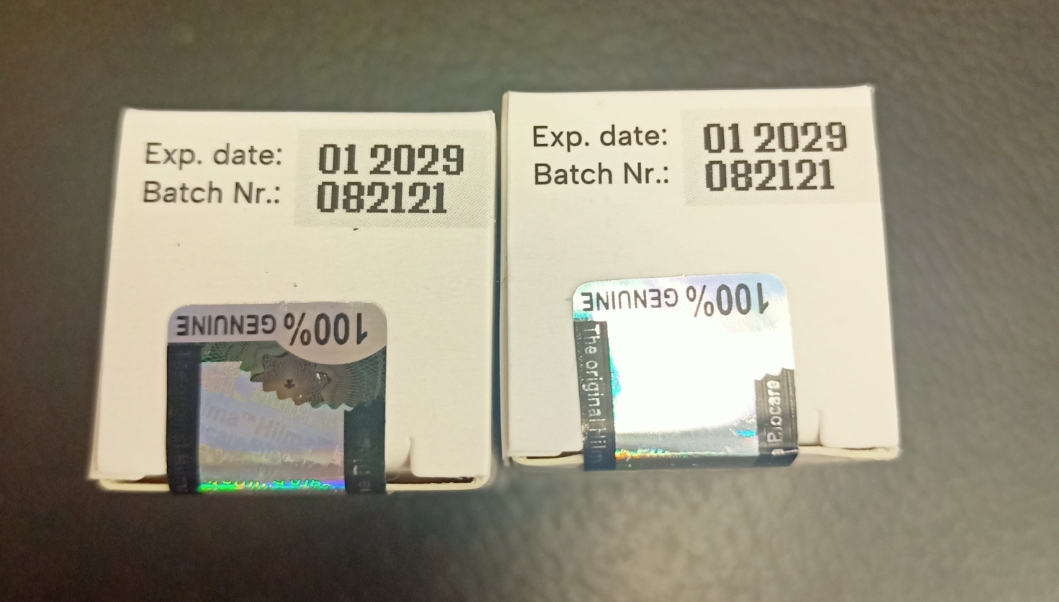 Exp. date: 01 2029
Batch Nr.: 082121
100% GENUINE
Exp. date: 01 2029
Batch Nr.: 082121
100% GENUINE
The original Hilm